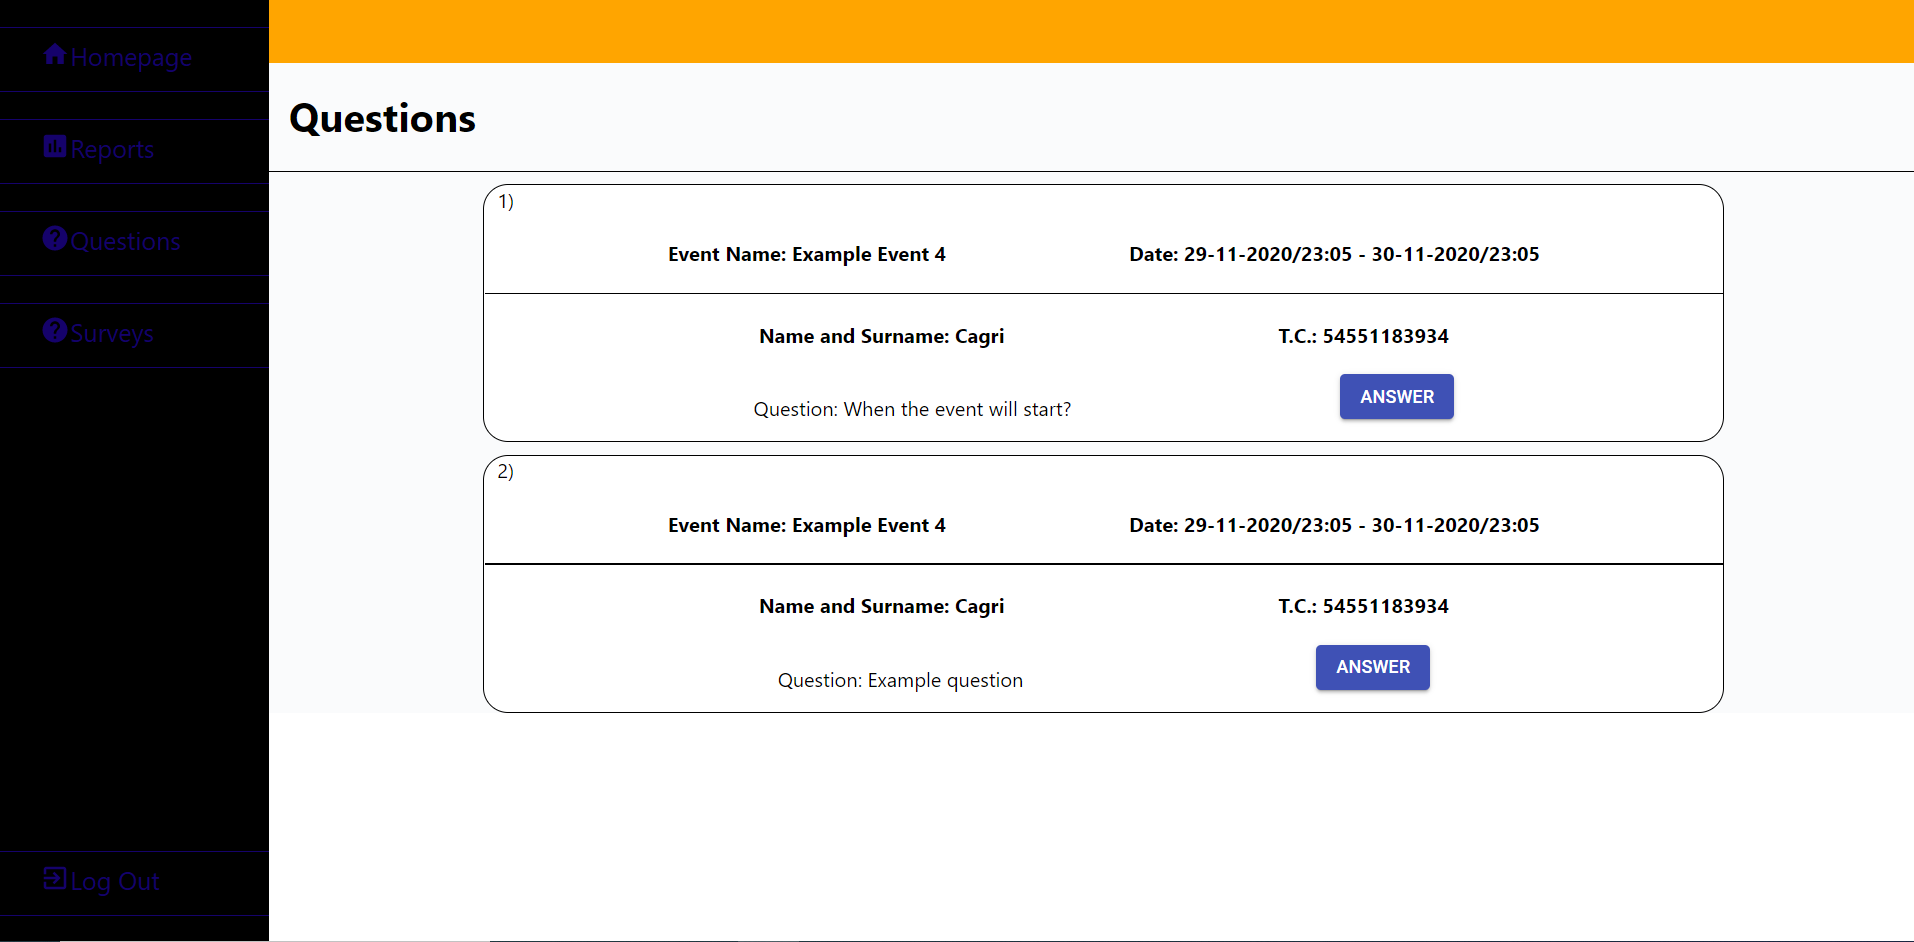 Homepage
Reports
Questions
Surveys
Log Out
Questions
1)
Event Name: Example Event 4 Date: 29-11-2020/23:05 - 30-11-2020/23:05
Name and Surname: Cagri T.C.: 54551183934
Question: When the event will start? ANSWER
2)
Event Name: Example Event 4 Date: 29-11-2020/23:05 - 30-11-2020/23:05
Name and Surname: Cagri T.C.: 54551183934
Question: Example question ANSWER